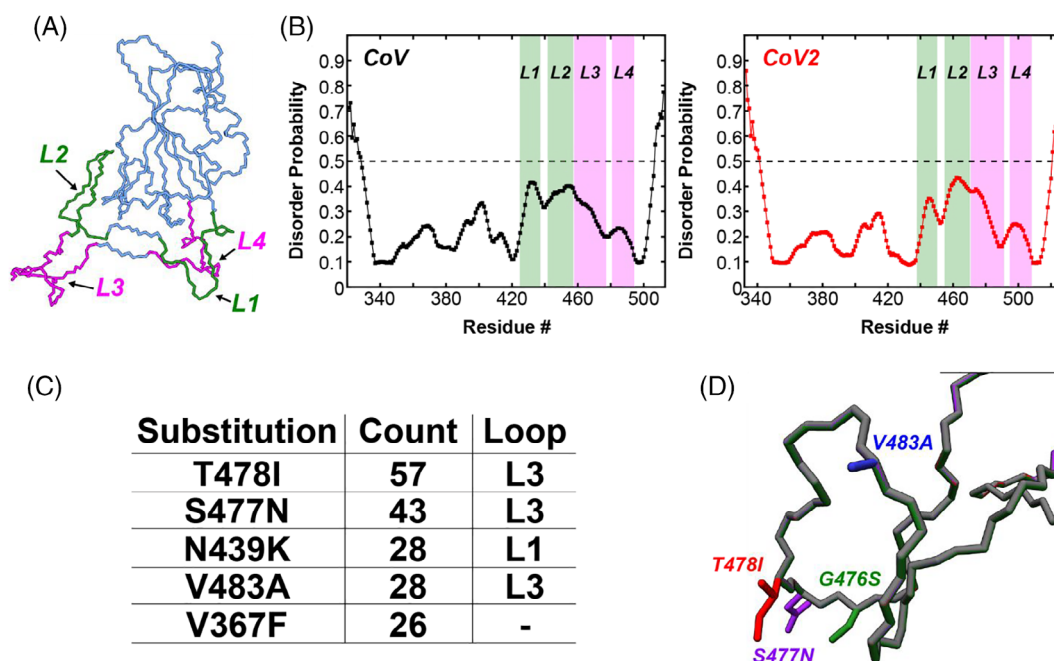 (A)
L2
L3
L4
L1
(B)
CoV
L1 L2 L3 L4
Disorder Probability
0.9
0.8
0.7
0.6
0.5
0.4
0.3
0.2
0.1
0
340 380 420 460 500
Residue #
CoV2
L1 L2 L3 L4
Disorder Probability
0.9
0.8
0.7
0.6
0.5
0.4
0.3
0.2
0.1
0
340 380 420 460 500
Residue #
(C)
Substitution Count Loop
T478I 57 L3
S477N 43 L3
N439K 28 L1
V483A 28 L3
V367F 26 -
(D)
V483A
T478I
G476S
S477N